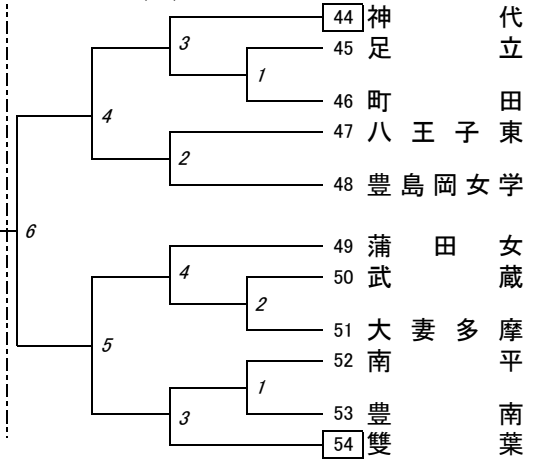 44 神代
3
45 足立
1
46 町田
4
47 八王子東
2
48 豊島岡女学
6
49 蒲田女
4
50 武蔵
2
51 大妻多摩
5
52 南平
1
53 豊南
3
54 雙葉